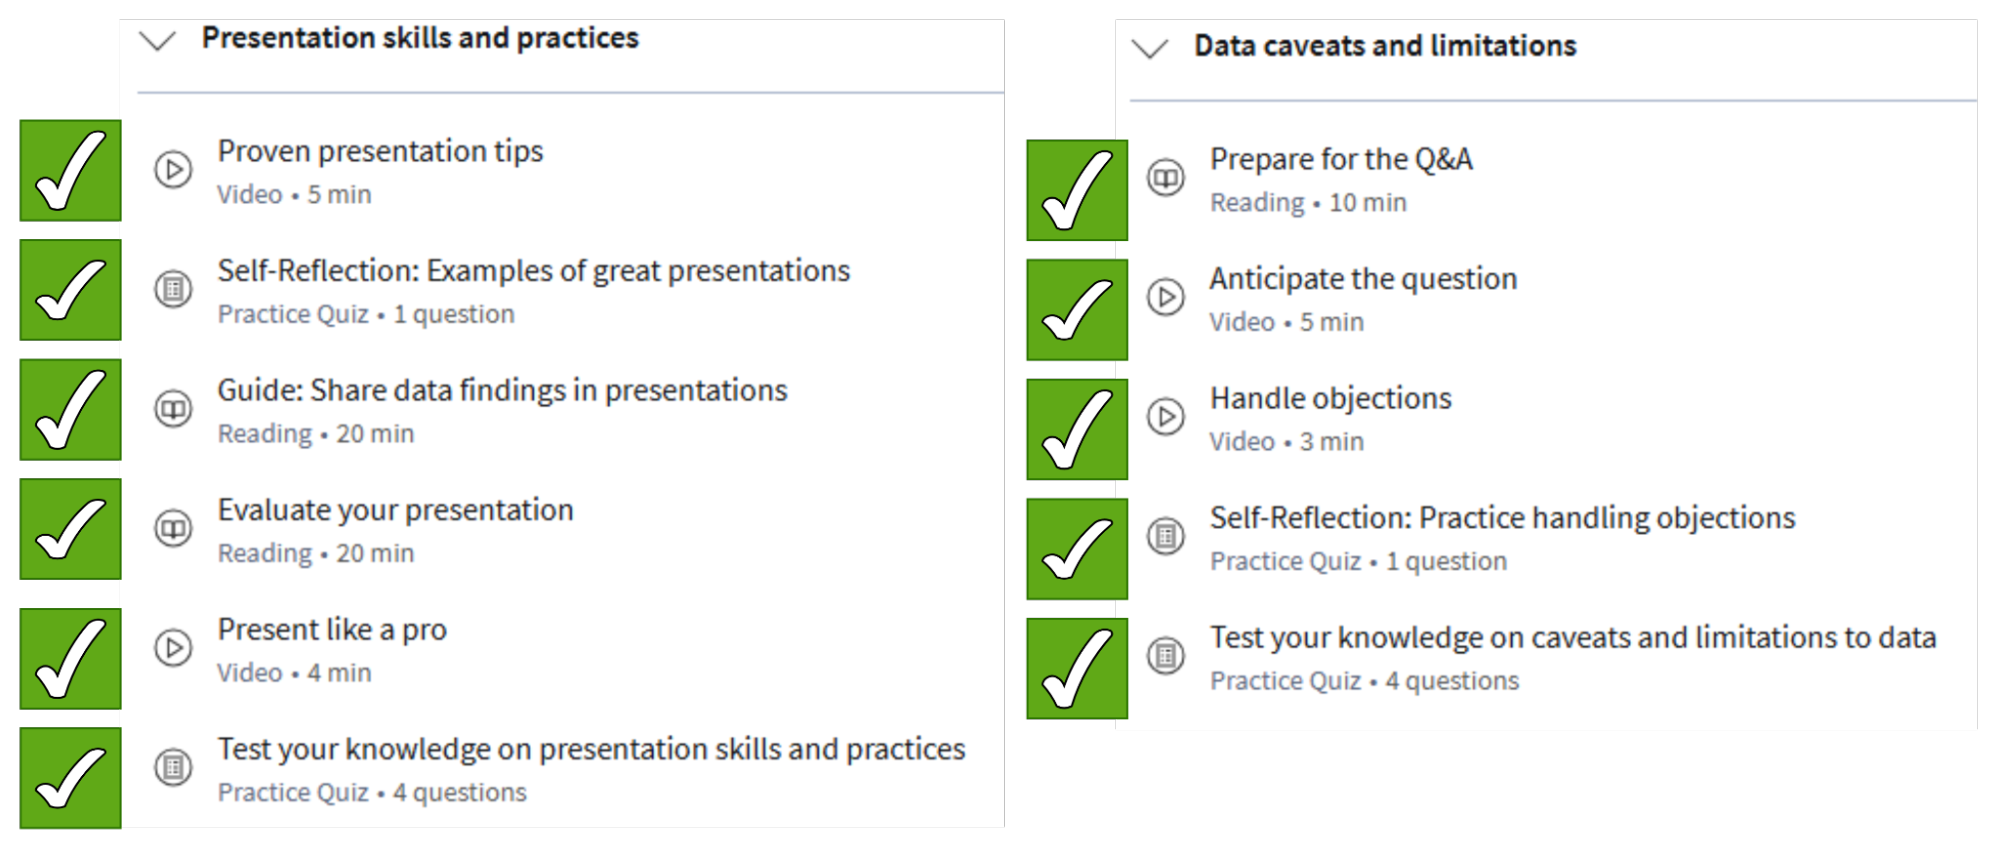 Presentation skills and practices
Proven presentation tips
Video • 5 min
Self-Reflection: Examples of great presentations
Practice Quiz • 1 question
Guide: Share data findings in presentations
Reading • 20 min
Evaluate your presentation
Reading • 20 min
Present like a pro
Video • 4 min
Test your knowledge on presentation skills and practices
Practice Quiz • 4 questions
Data caveats and limitations
Prepare for the Q&A
Reading • 10 min
Anticipate the question
Video • 5 min
Handle objections
Video • 3 min
Self-Reflection: Practice handling objections
Practice Quiz • 1 question
Test your knowledge on caveats and limitations to data
Practice Quiz • 4 questions